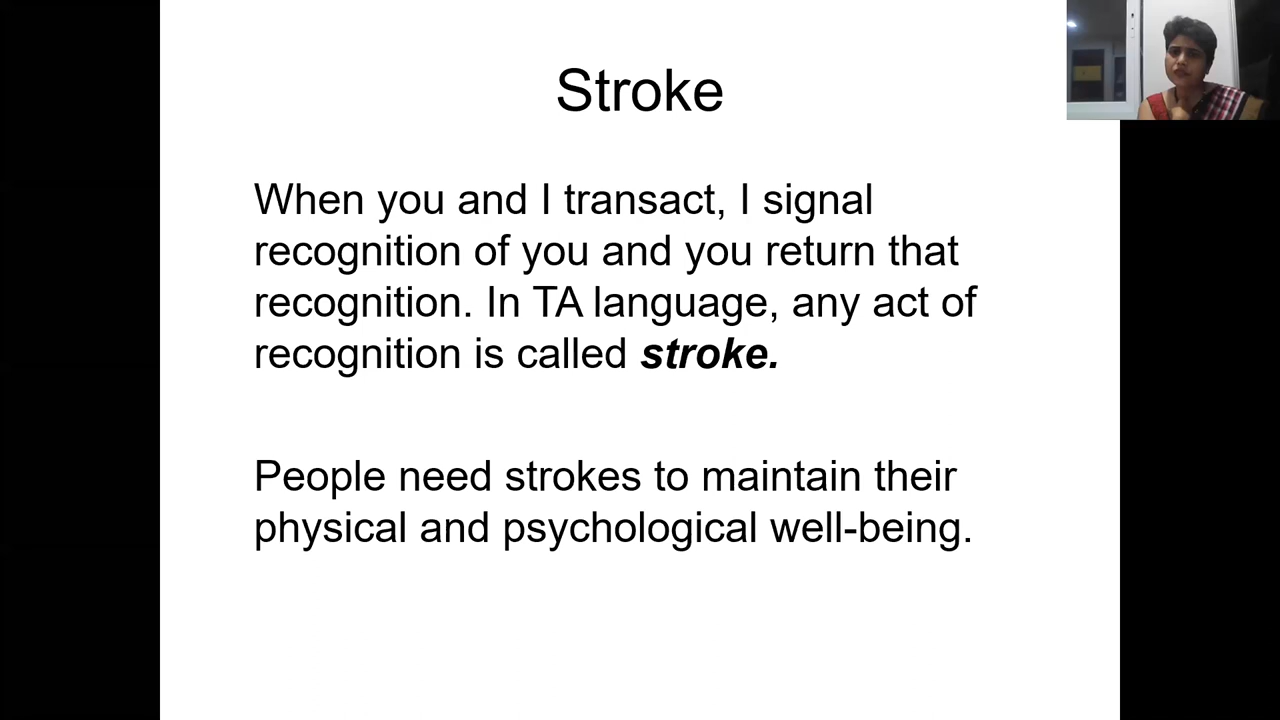 Stroke
When you and I transact, I signal
recognition of you and you return that
recognition. In TA language, any act of
recognition is called stroke.
People need strokes to maintain their
physical and psychological well-being.